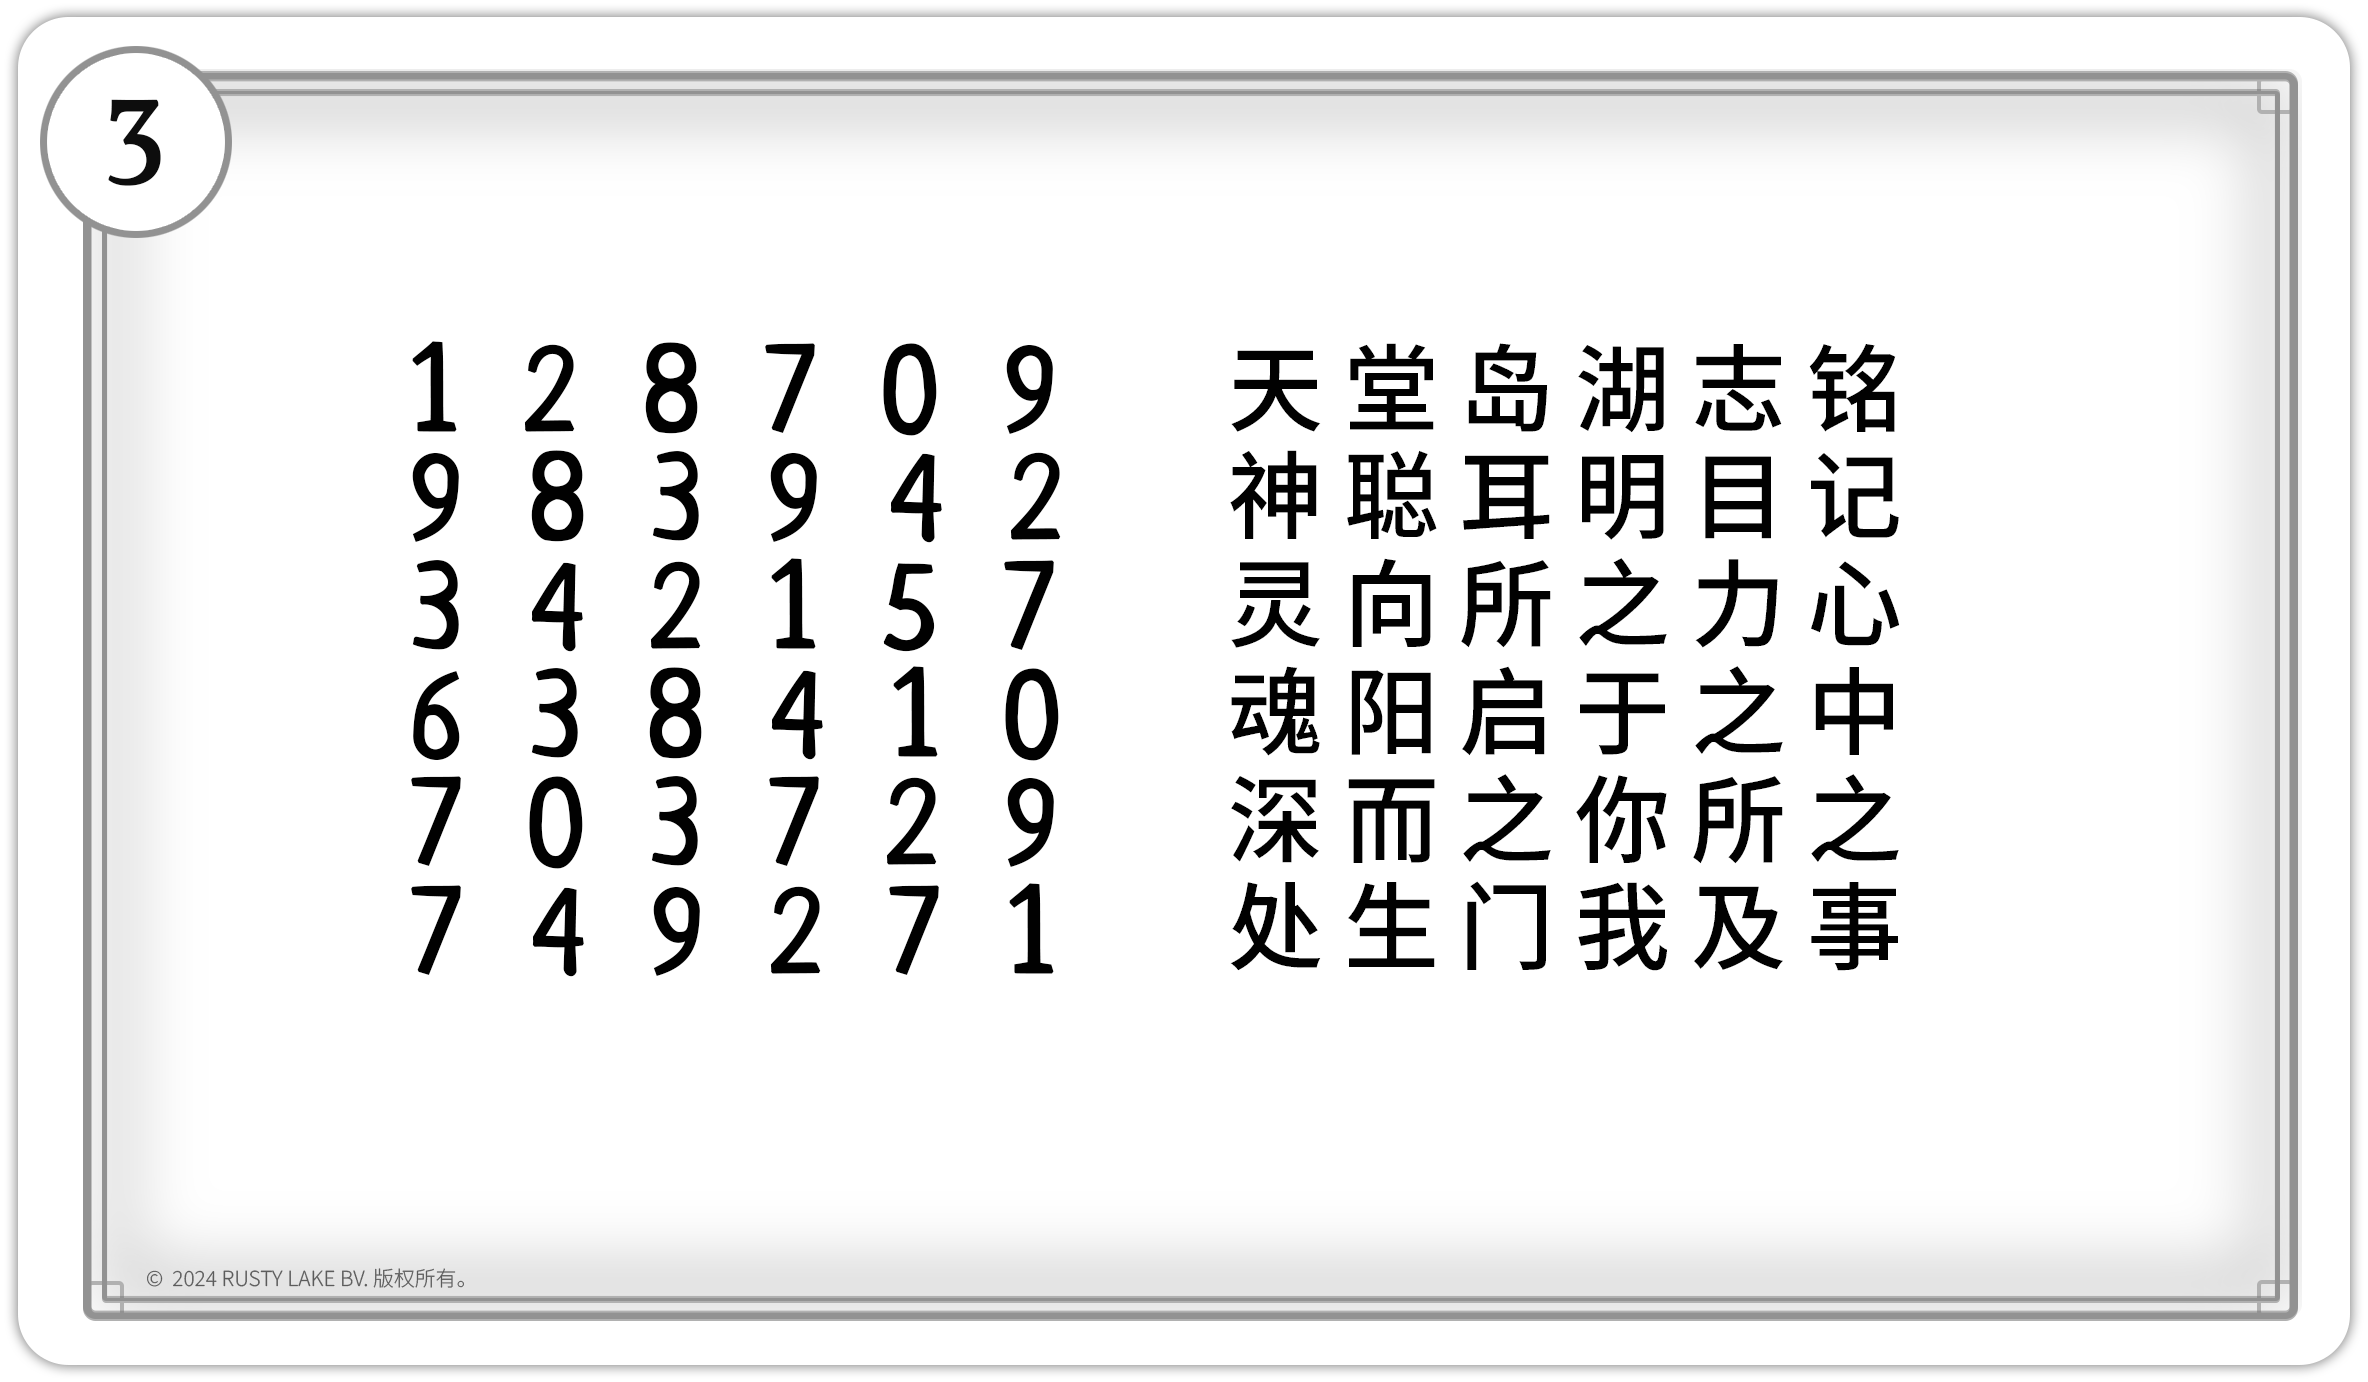 3
1 2 8 7 0 9 天堂岛湖志铭
9 8 3 9 4 2 神聪耳明目记
3 4 2 1 5 7 灵向所之力心
6 3 8 4 1 0 魂阳启于之中
7 0 3 7 2 9 深而之你所之
7 4 9 2 7 1 处生门我及事
© 2024 RUSTY LAKE BV. 版权所有。